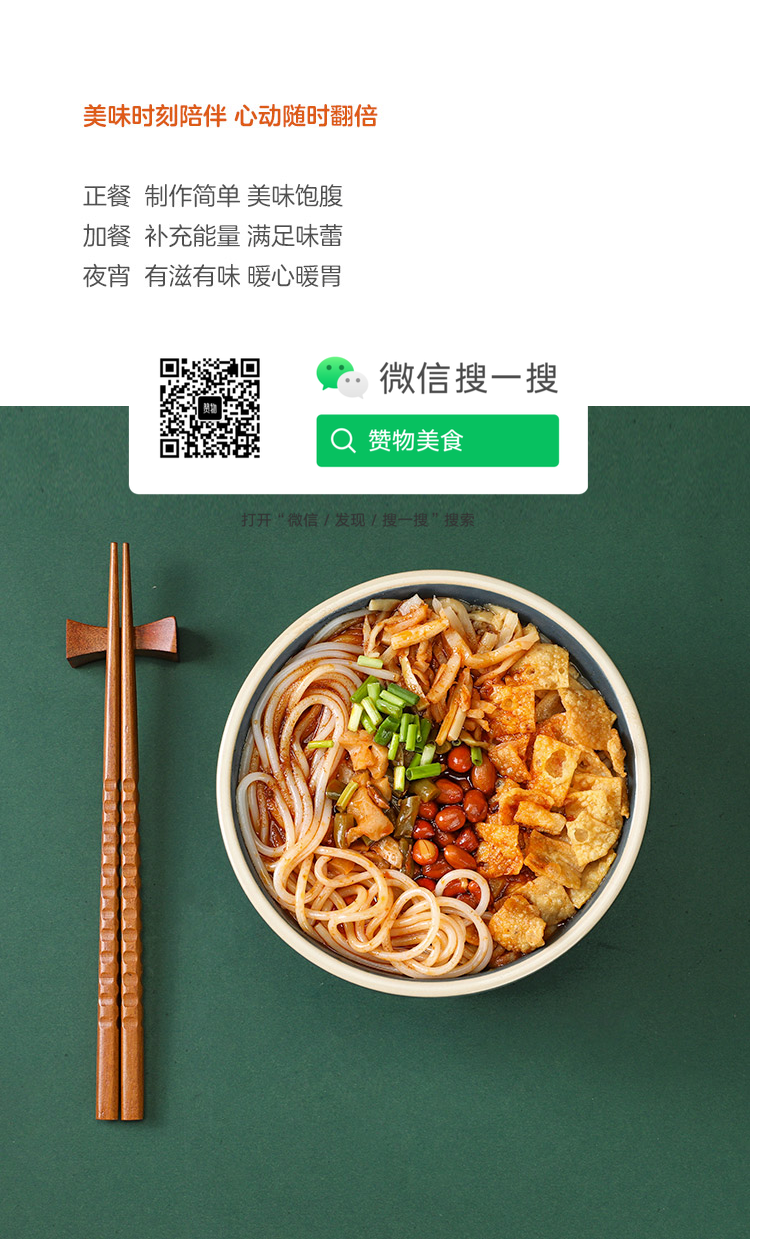 美味时刻陪伴 心动随时翻倍
正餐 制作简单 美味饱腹
加餐 补充能量 满足味蕾
夜宵 有滋有味 暖心暖胃
赞物
微信搜一搜
赞物美食
打开“微信 / 发现 / 搜一搜”搜索